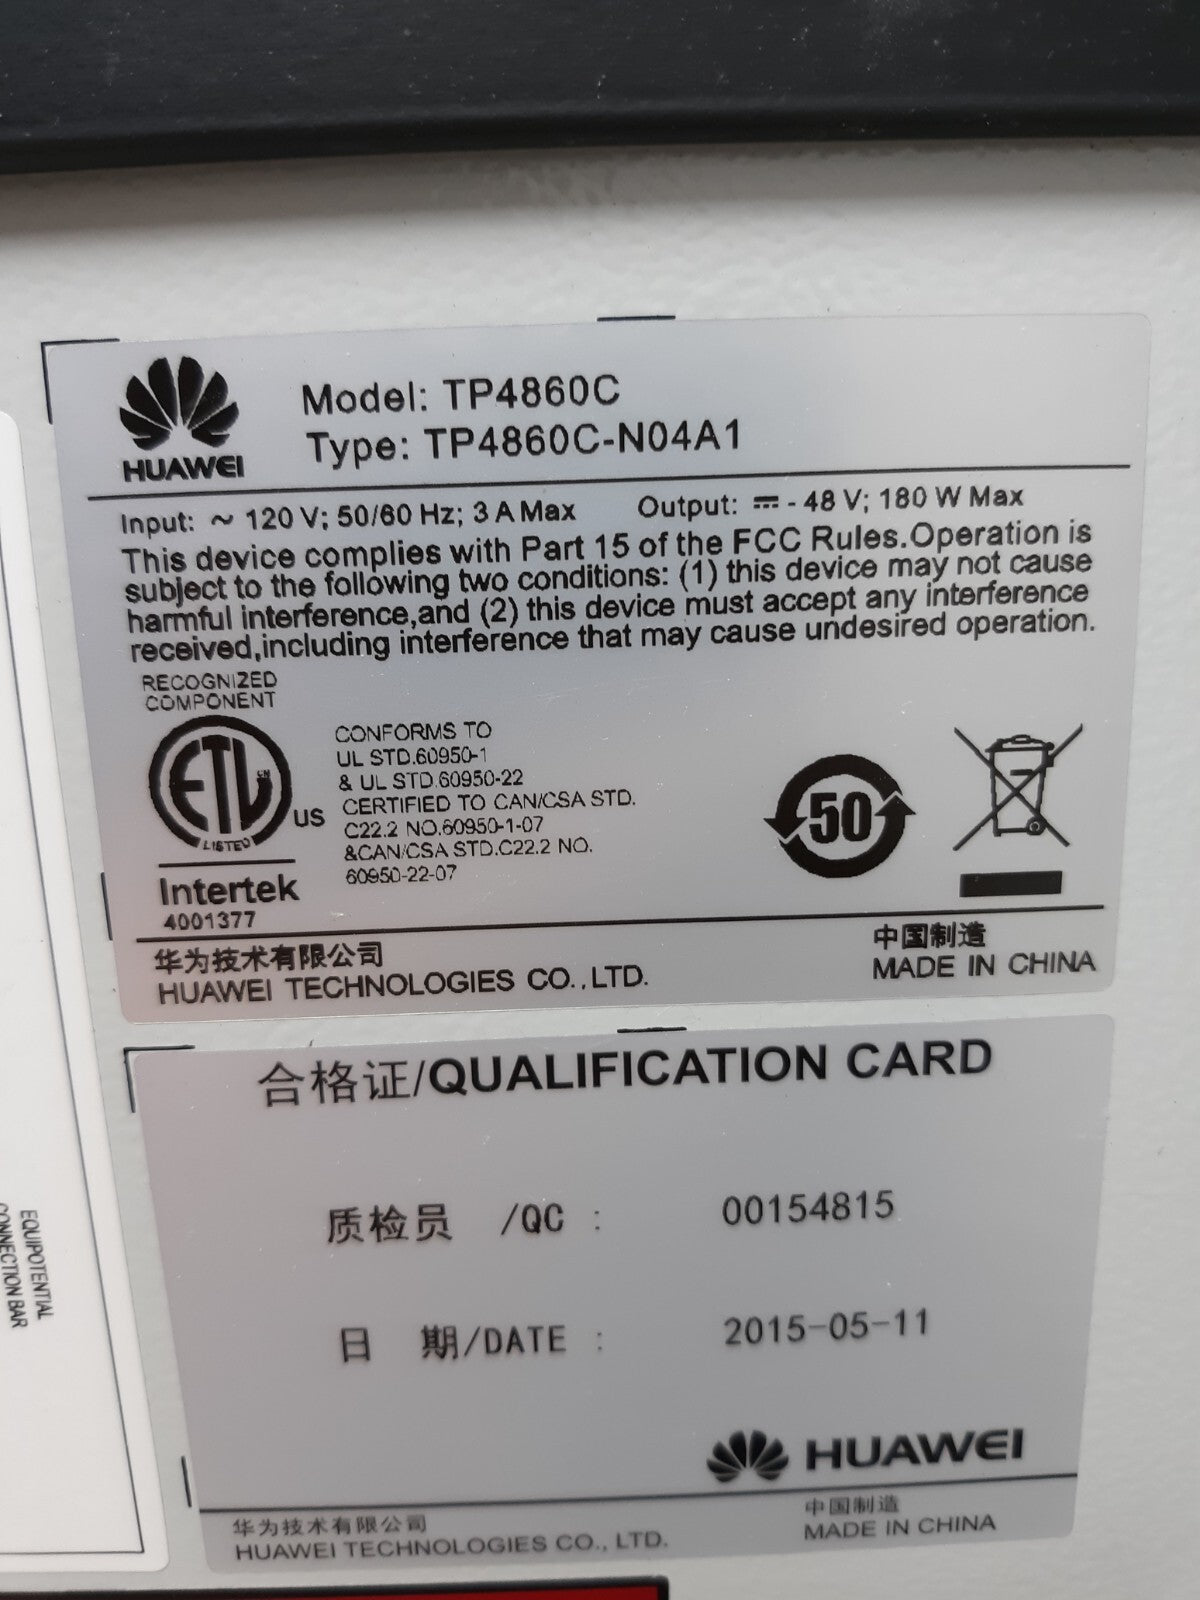 HUAWEI
Model: TP4860C
Type: TP4860C-N04A1
Input: ~ 120 V; 50/60 Hz; 3 A Max Output: ⎓ - 48 V; 180 W Max
This device complies with Part 15 of the FCC Rules.Operation is
subject to the following two conditions: (1) this device may not cause
harmful interference,and (2) this device must accept any interference
received,including interference that may cause undesired operation.
RECOGNIZED
COMPONENT
ETL
CM
LISTED
US
Intertek
4001377
CONFORMS TO
UL STD.60950-1
& UL STD.60950-22
CERTIFIED TO CAN/CSA STD.
C22.2 NO.60950-1-07
&CAN/CSA STD.C22.2 NO.
60950-22-07
50
华为技术有限公司
HUAWEI TECHNOLOGIES CO.,LTD.
中国制造
MADE IN CHINA
合格证/QUALIFICATION CARD
质检员 /QC : 00154815
日 期/DATE : 2015-05-11
HUAWEI
华为技术有限公司
HUAWEI TECHNOLOGIES CO., LTD.
中国制造
MADE IN CHINA
EQUIPOTENTIAL
CONNECTION BAR